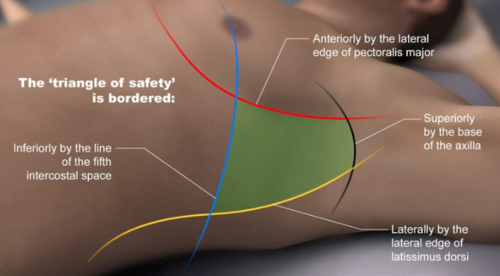 Anteriorly by the lateral
edge of pectoralis major
The ‘triangle of safety’
is bordered:
Superiorly
by the base
of the axilla
Inferiorly by the line
of the fifth
intercostal space
Laterally by the
lateral edge of
latissimus dorsi